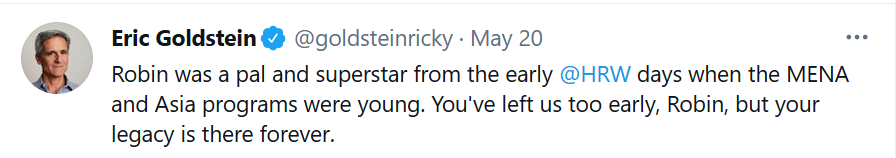 Eric Goldstein @goldsteinricky · May 20
Robin was a pal and superstar from the early @HRW days when the MENA
and Asia programs were young. You've left us too early, Robin, but your
legacy is there forever.